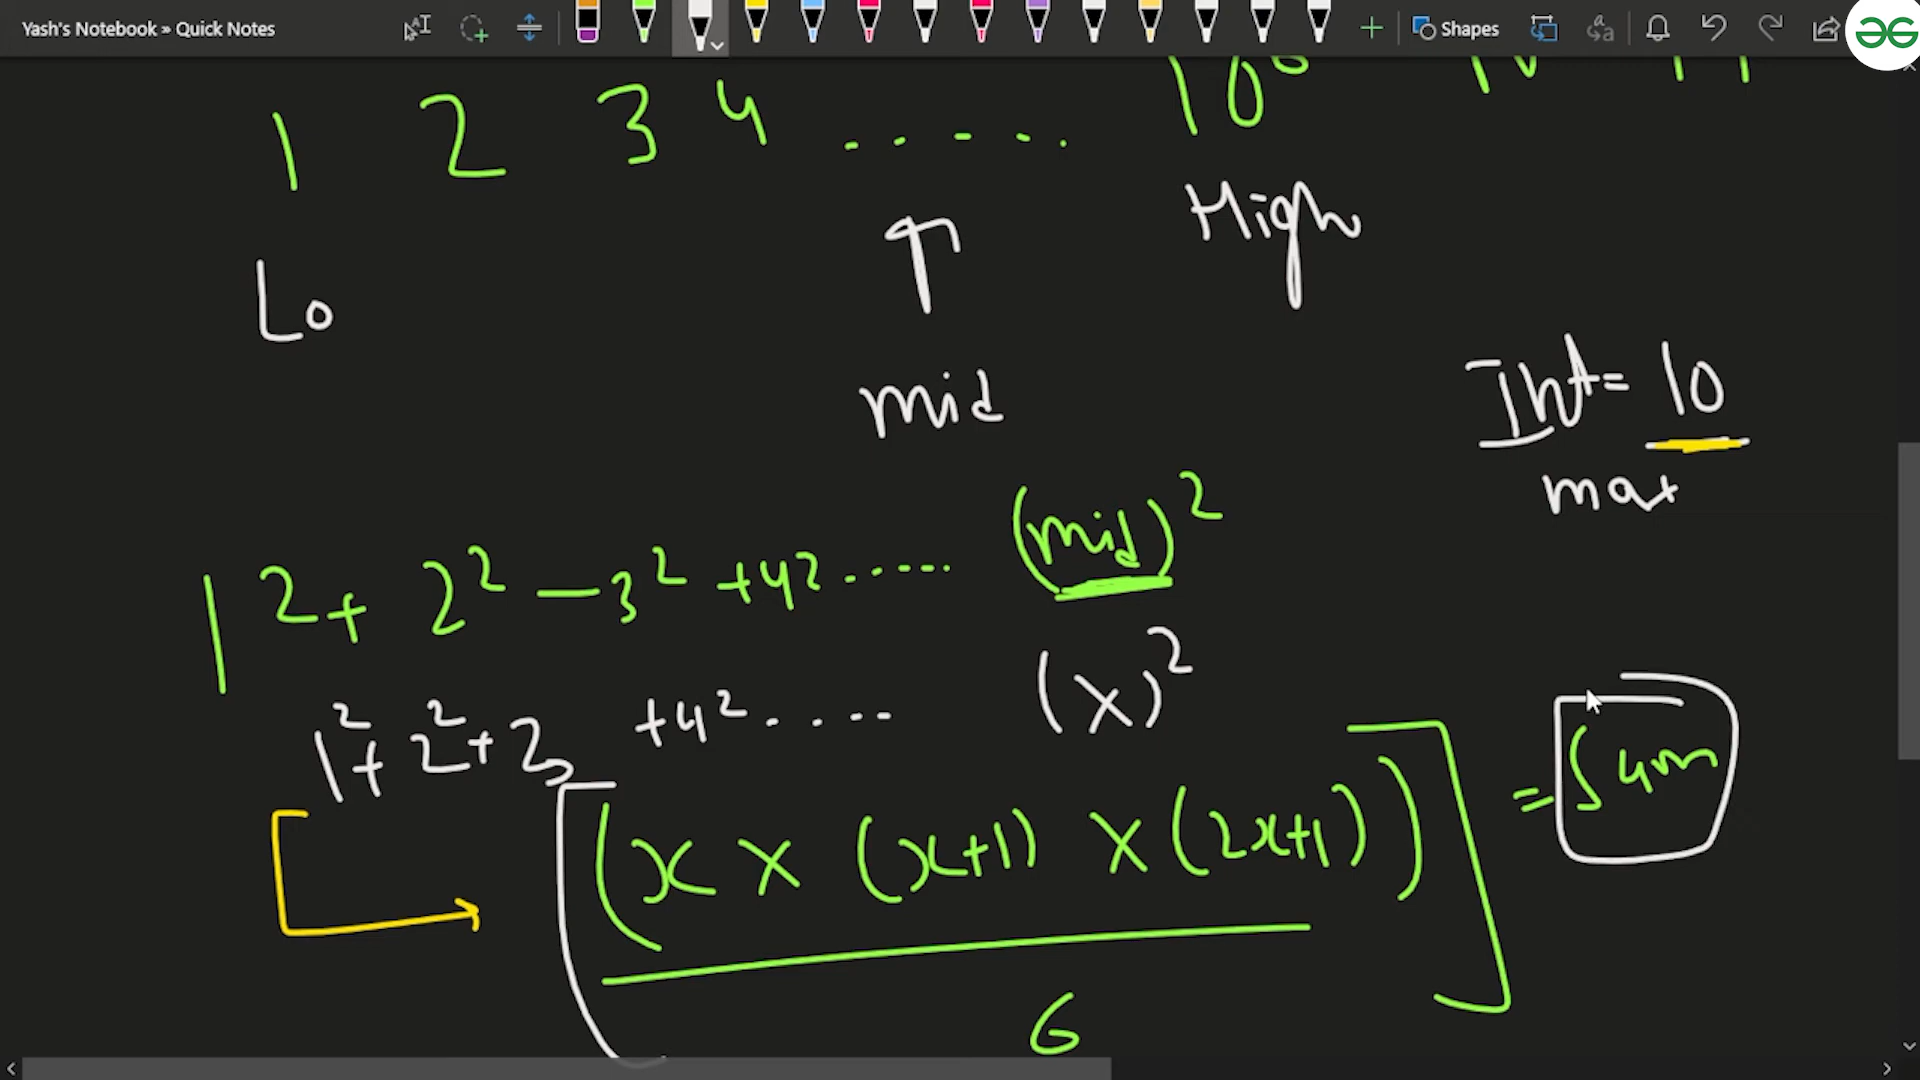 Yash's Notebook » Quick Notes
Shapes
1 2 3 4 ..... 10
High
Lo
mid
Int = 10
max
1² + 2² - 3² + 4² ..... (mid)²
1² + 2² + 3 + 4² ..... (x)²
(x × (x+1) × (2x+1)) = Sum
6